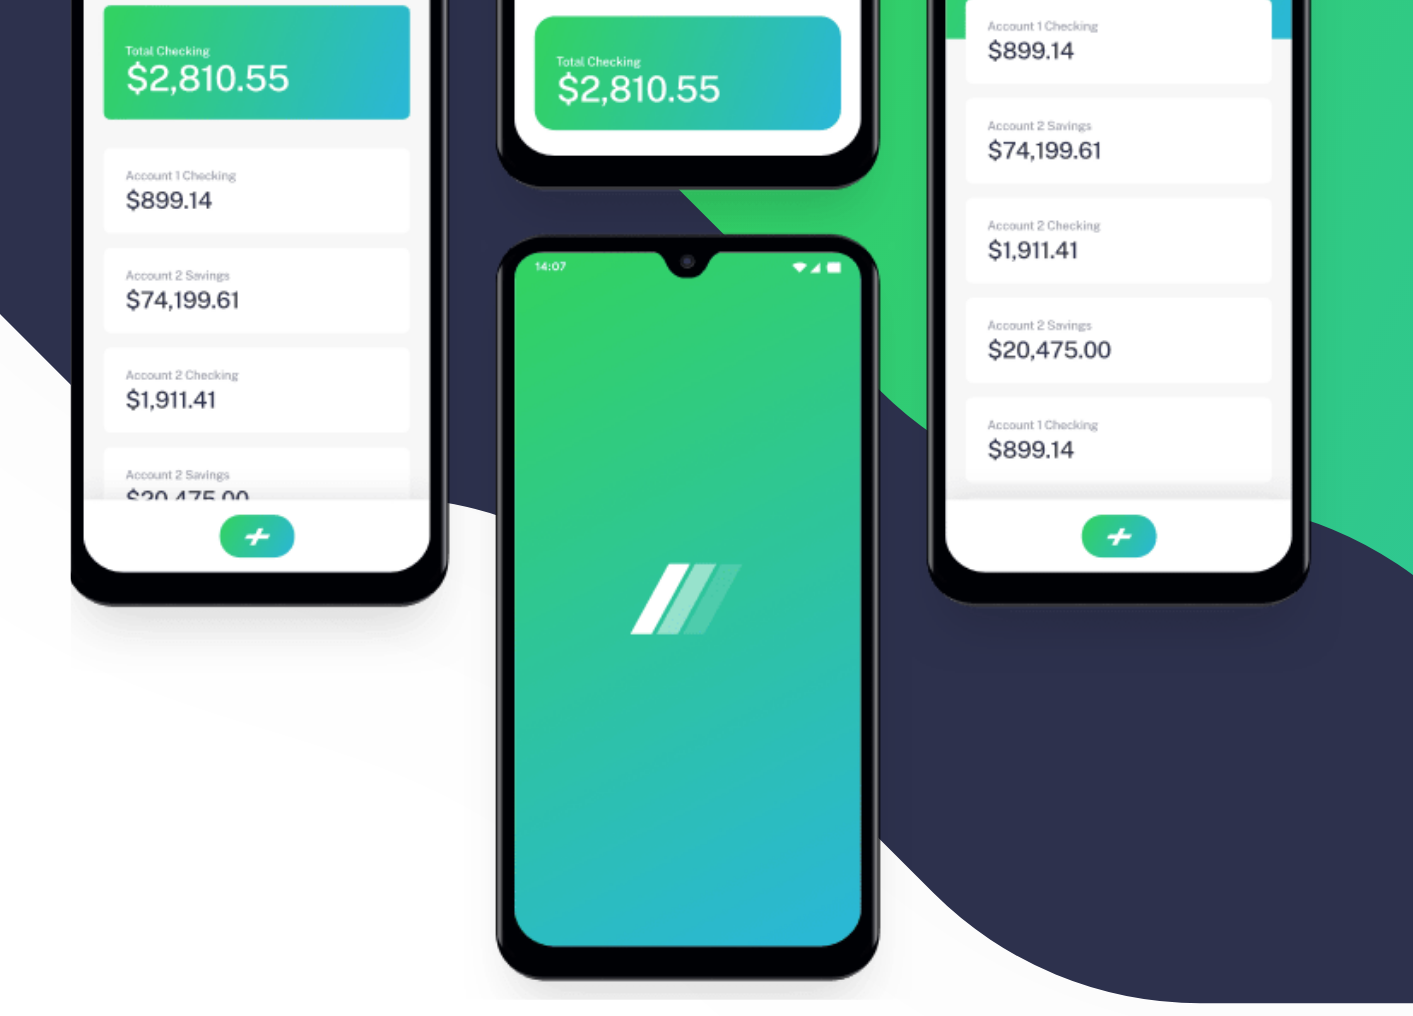 Total Checking
$2,810.55
Account 1 Checking
$899.14
Account 2 Savings
$74,199.61
Account 2 Checking
$1,911.41
Account 2 Savings
$20,475.00
Total Checking
$2,810.55
14:07
Account 1 Checking
$899.14
Account 2 Savings
$74,199.61
Account 2 Checking
$1,911.41
Account 2 Savings
$20,475.00
Account 1 Checking
$899.14